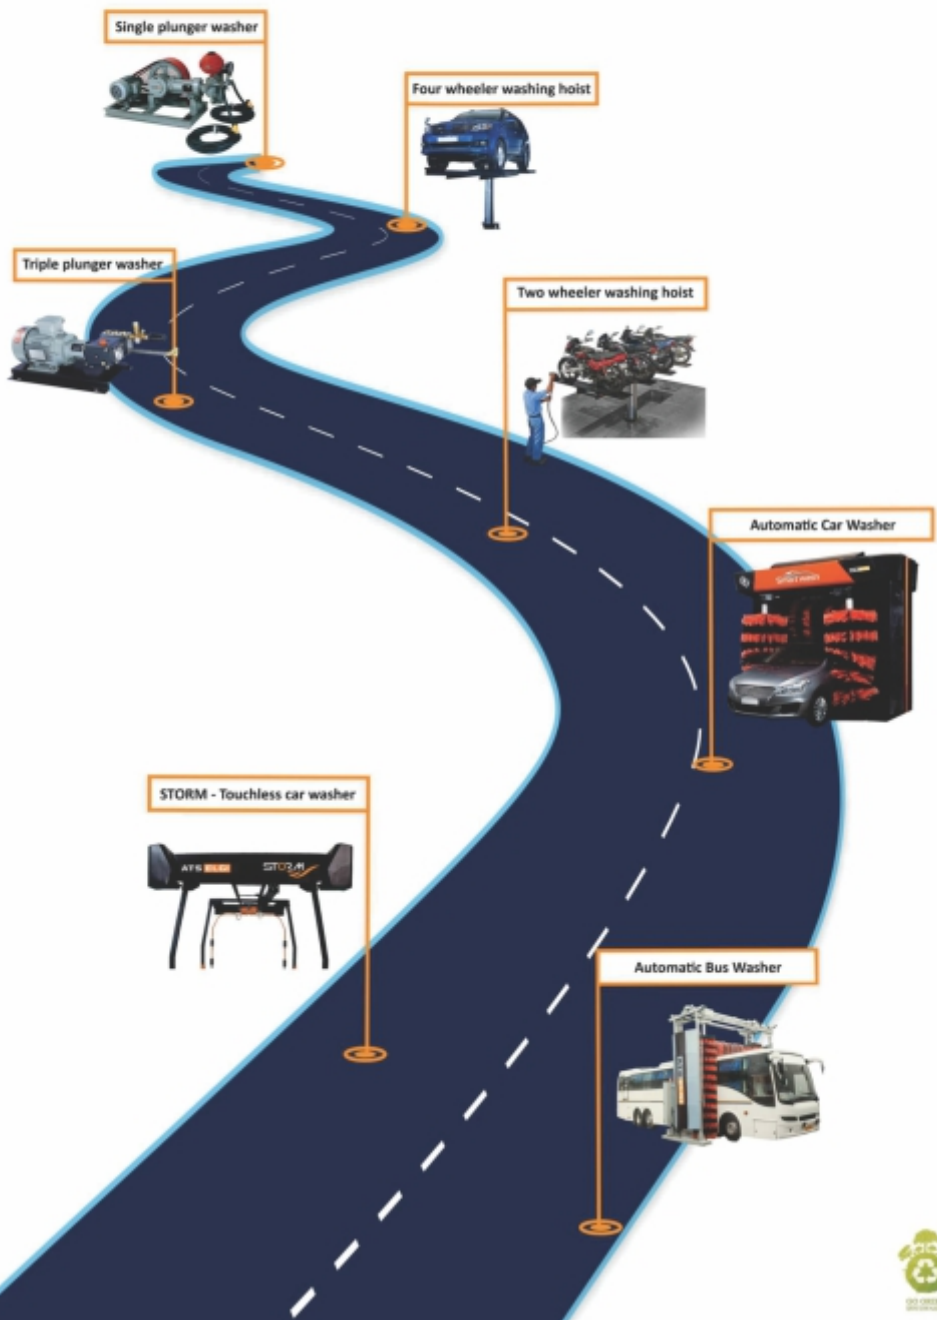 Single plunger washer
Four wheeler washing hoist
Triple plunger washer
Two wheeler washing hoist
Automatic Car Washer
STORM - Touchless car washer
ATS ELGI STORM
Automatic Bus Washer